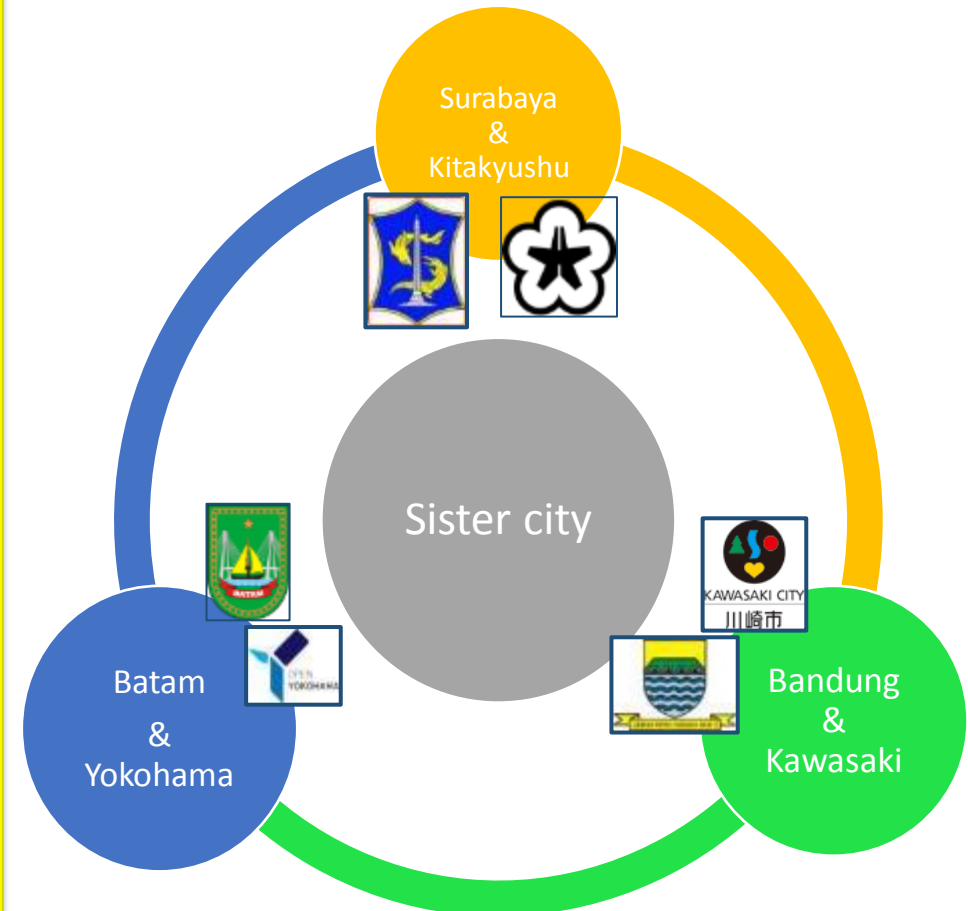 Surabaya
&
Kitakyushu
Sister city
BATAM
OPEN
YOKOHAMA
Batam
&
Yokohama
KAWASAKI CITY
川崎市
Bandung
&
Kawasaki